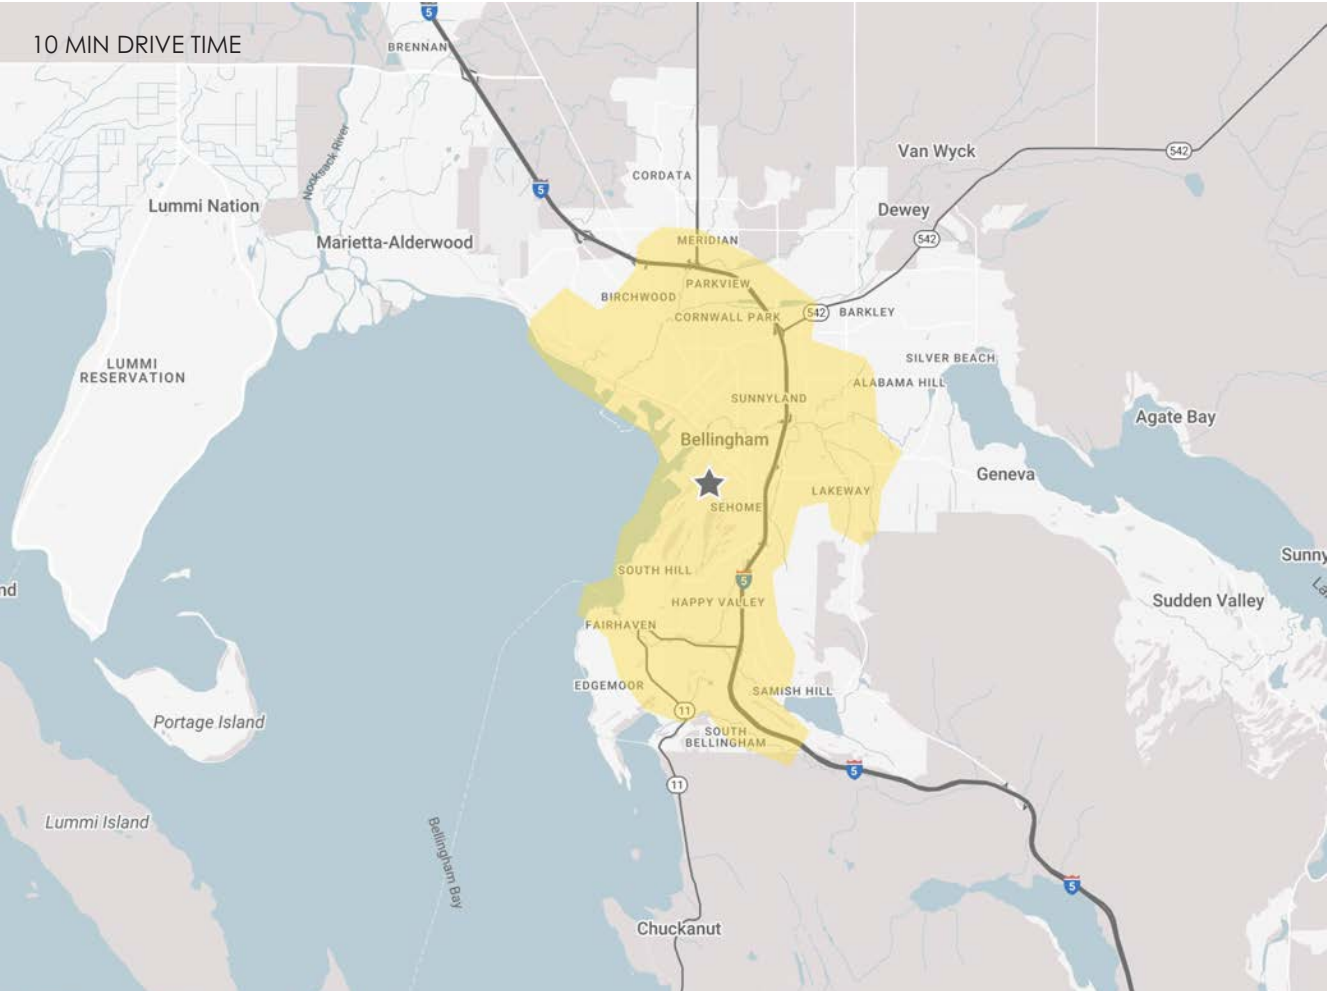 10 MIN DRIVE TIME
5
BRENNAN
Nooksack River
5
CORDATA
Van Wyck
542
Lummi Nation
Dewey
Marietta-Alderwood
MERIDIAN
542
PARKVIEW
BIRCHWOOD
CORNWALL PARK
542
BARKLEY
LUMMI
RESERVATION
SILVER BEACH
ALABAMA HILL
SUNNYLAND
Agate Bay
Bellingham
Geneva
LAKEWAY
SEHOME
Sunny
SOUTH HILL
5
nd
La
HAPPY VALLEY
Sudden Valley
FAIRHAVEN
EDGEMOOR
SAMISH HILL
11
Portage Island
SOUTH
BELLINGHAM
5
11
Lummi Island
Bellingham Bay
5
Chuckanut